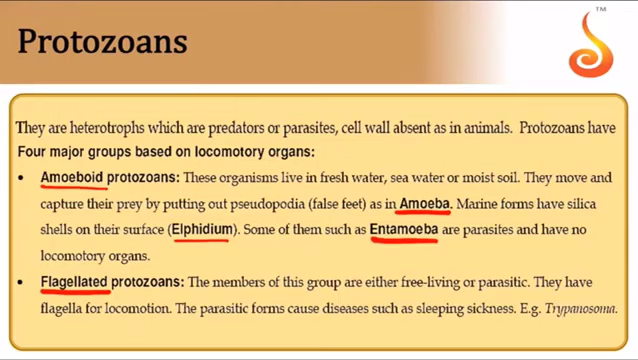 TM
Protozoans
They are heterotrophs which are predators or parasites, cell wall absent as in animals. Protozoans have
Four major groups based on locomotory organs:
• Amoeboid protozoans: These organisms live in fresh water, sea water or moist soil. They move and
capture their prey by putting out pseudopodia (false feet) as in Amoeba. Marine forms have silica
shells on their surface (Elphidium). Some of them such as Entamoeba are parasites and have no
locomotory organs.
• Flagellated protozoans: The members of this group are either free-living or parasitic. They have
flagella for locomotion. The parasitic forms cause diseases such as sleeping sickness. E.g. Trypanosoma.